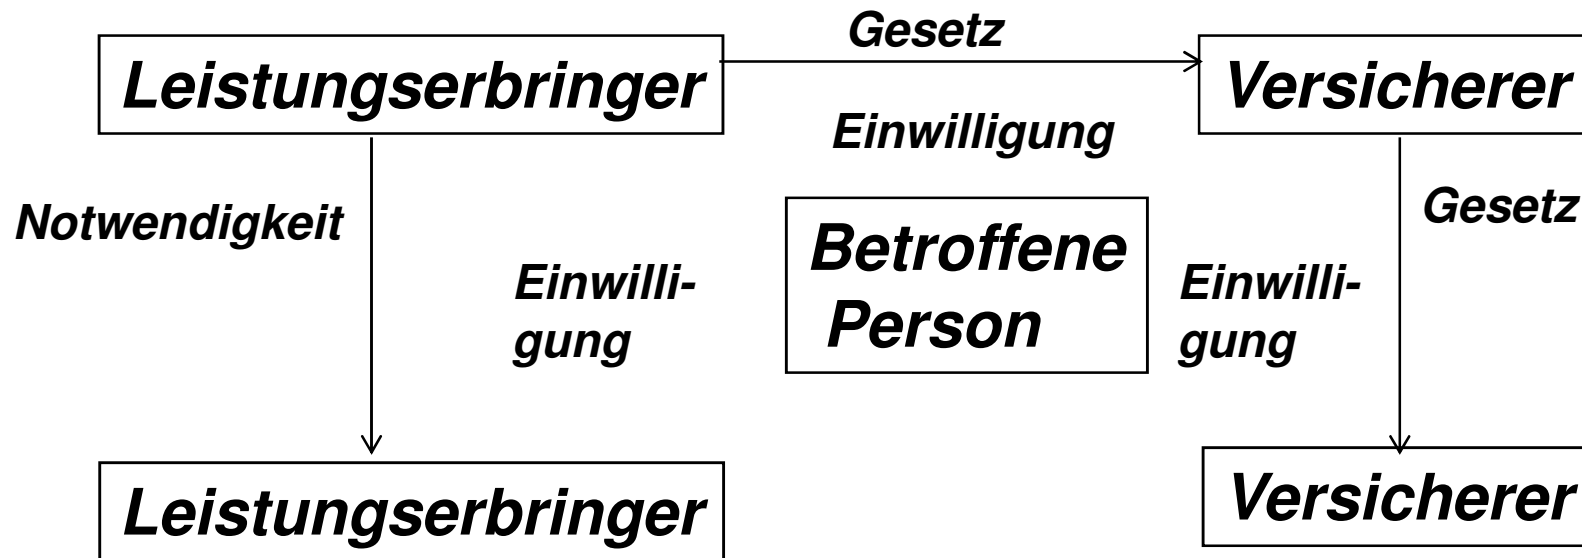 Gesetz
Leistungserbringer
Versicherer
Einwilligung
Notwendigkeit
Gesetz
Betroffene
Person
Einwilli-
gung
Einwilli-
gung
Leistungserbringer
Versicherer